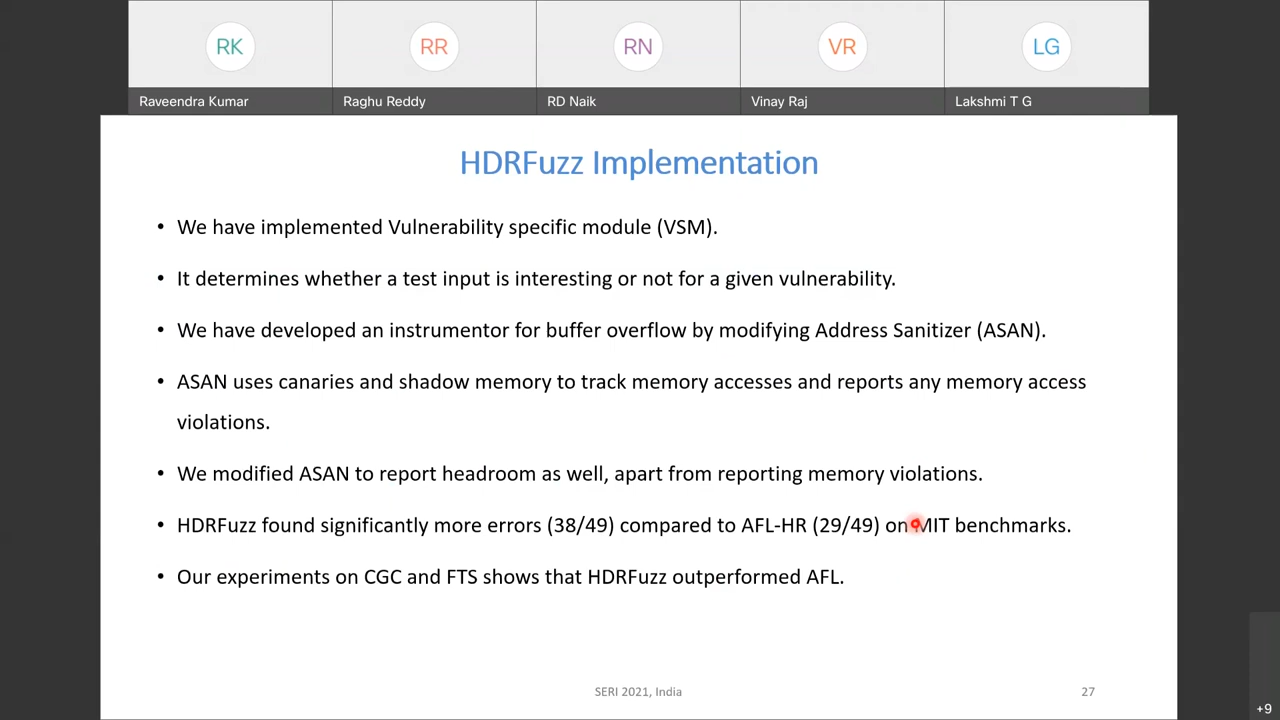 RK
RR
RN
VR
LG
Raveendra Kumar
Raghu Reddy
RD Naik
Vinay Raj
Lakshmi T G
HDRFuzz Implementation
• We have implemented Vulnerability specific module (VSM).
• It determines whether a test input is interesting or not for a given vulnerability.
• We have developed an instrumentor for buffer overflow by modifying Address Sanitizer (ASAN).
• ASAN uses canaries and shadow memory to track memory accesses and reports any memory access
violations.
• We modified ASAN to report headroom as well, apart from reporting memory violations.
• HDRFuzz found significantly more errors (38/49) compared to AFL-HR (29/49) on MIT benchmarks.
• Our experiments on CGC and FTS shows that HDRFuzz outperformed AFL.
SERI 2021, India
27
+9